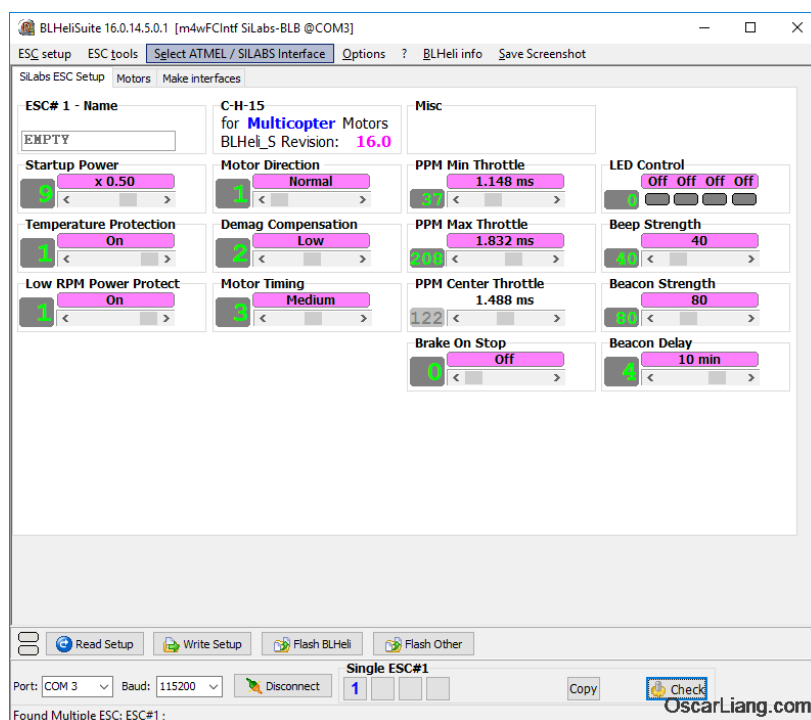 BLHeliSuite 16.0.14.5.0.1 [m4wFCIntf SiLabs-BLB @COM3]
ESC setup ESC tools Select ATMEL / SILABS Interface Options ? BLHeli info Save Screenshot
SiLabs ESC Setup Motors Make interfaces
ESC# 1 - Name
EMPTY
C-H-15
for Multicopter Motors
BLHeli_S Revision: 16.0
Misc
Startup Power
x 0.50
9
Motor Direction
Normal
1
PPM Min Throttle
1.148 ms
37
LED Control
Off Off Off Off
0
Temperature Protection
On
1
Demag Compensation
Low
2
PPM Max Throttle
1.832 ms
208
Beep Strength
40
40
Low RPM Power Protect
On
1
Motor Timing
Medium
3
PPM Center Throttle
1.488 ms
122
Beacon Strength
80
80
Brake On Stop
Off
0
Beacon Delay
10 min
4
Read Setup Write Setup Flash BLHeli Flash Other
Single ESC#1
Port: COM 3 Baud: 115200 Disconnect 1 Copy Check
OscarLiang.com
Found Multiple ESC: ESC#1 :